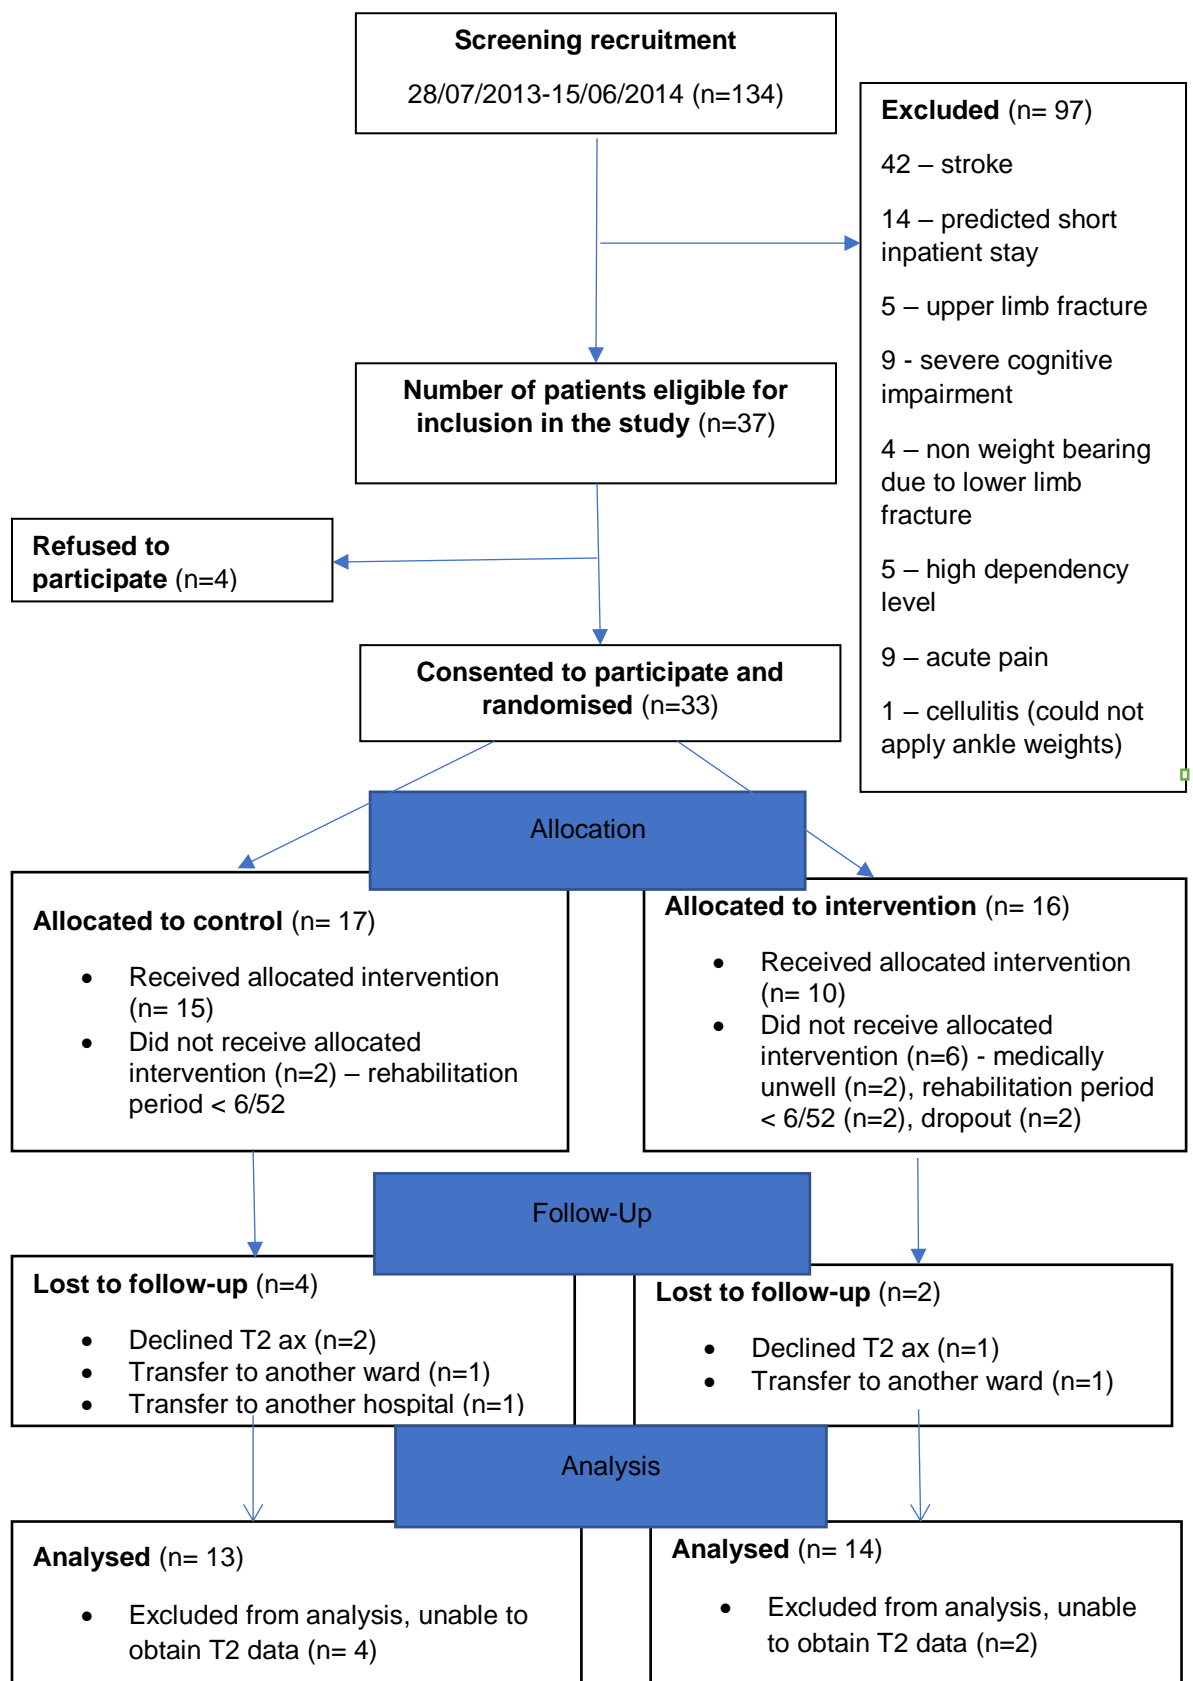 Screening recruitment
28/07/2013-15/06/2014 (n=134)
Excluded (n= 97)
42 – stroke
14 – predicted short
inpatient stay
5 – upper limb fracture
9 - severe cognitive
impairment
4 – non weight bearing
due to lower limb
fracture
5 – high dependency
level
9 – acute pain
1 – cellulitis (could not
apply ankle weights)
Number of patients eligible for
inclusion in the study (n=37)
Refused to
participate (n=4)
Consented to participate and
randomised (n=33)
Allocation
Allocated to control (n= 17)
• Received allocated intervention
(n= 15)
• Did not receive allocated
intervention (n=2) – rehabilitation
period < 6/52
Allocated to intervention (n= 16)
• Received allocated intervention
(n= 10)
• Did not receive allocated
intervention (n=6) - medically
unwell (n=2), rehabilitation period
< 6/52 (n=2), dropout (n=2)
Follow-Up
Lost to follow-up (n=4)
• Declined T2 ax (n=2)
• Transfer to another ward (n=1)
• Transfer to another hospital (n=1)
Lost to follow-up (n=2)
• Declined T2 ax (n=1)
• Transfer to another ward (n=1)
Analysis
Analysed (n= 13)
• Excluded from analysis, unable to
obtain T2 data (n= 4)
Analysed (n= 14)
• Excluded from analysis, unable
to obtain T2 data (n=2)